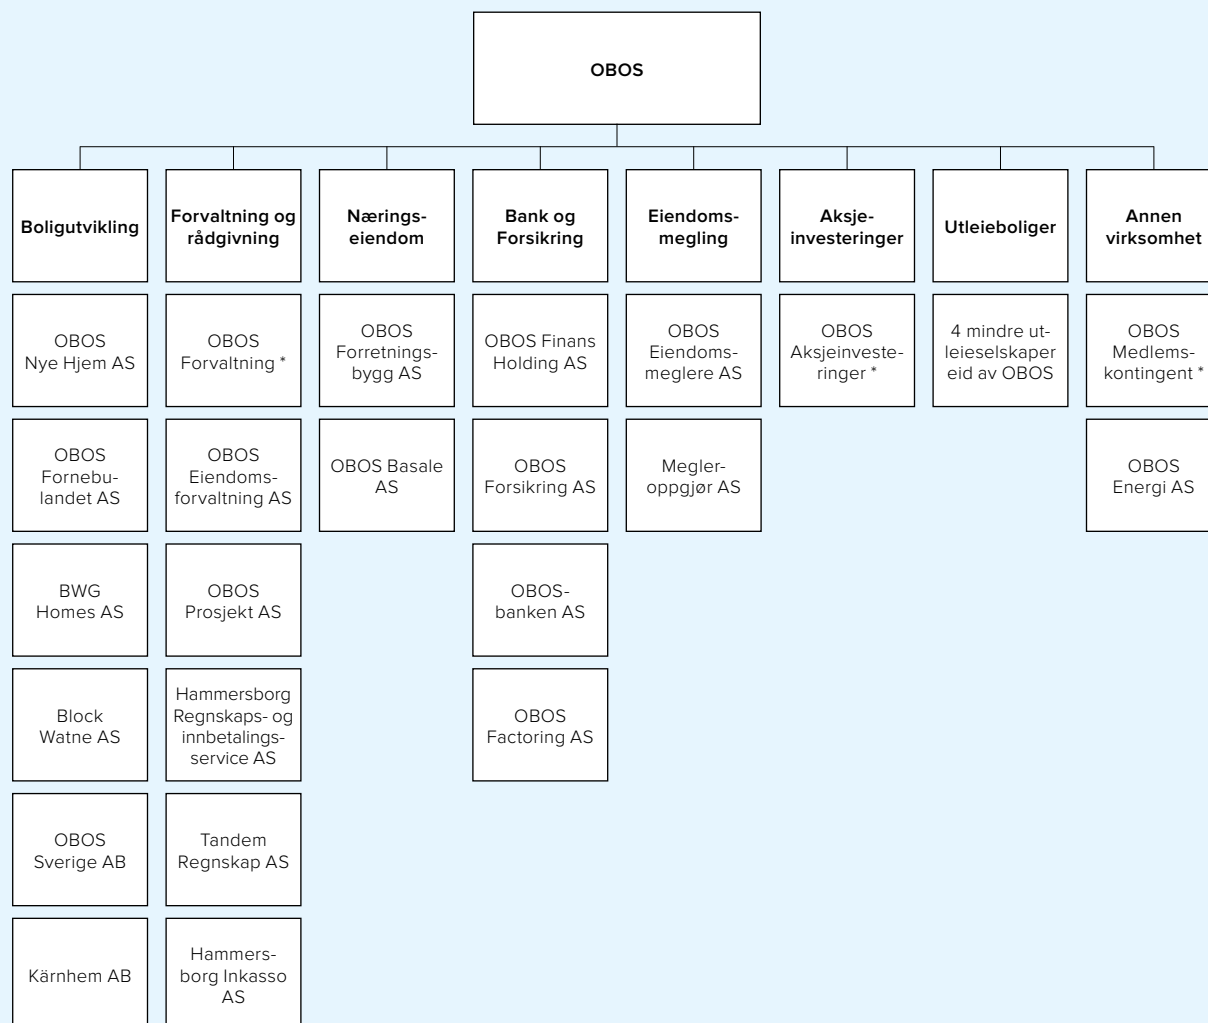 OBOS
Boligutvikling
Forvaltning og
rådgivning
Nærings-
eiendom
Bank og
Forsikring
Eiendoms-
megling
Aksje-
investeringer
Utleieboliger
Annen
virksomhet
OBOS
Nye Hjem AS
OBOS
Forvaltning *
OBOS
Forretnings-
bygg AS
OBOS Finans
Holding AS
OBOS
Eiendoms-
meglere AS
OBOS
Aksjeinveste-
ringer *
4 mindre ut-
leieselskaper
eid av OBOS
OBOS
Medlems-
kontingent *
OBOS
Fornebu-
landet AS
OBOS
Eiendoms-
forvaltning AS
OBOS Basale
AS
OBOS
Forsikring AS
Megler-
oppgjør AS
OBOS
Energi AS
BWG
Homes AS
OBOS
Prosjekt AS
OBOS-
banken AS
Block
Watne AS
Hammersborg
Regnskaps- og
innbetalings-
service AS
OBOS
Factoring AS
OBOS
Sverige AB
Tandem
Regnskap AS
Kärnhem AB
Hammers-
borg Inkasso
AS